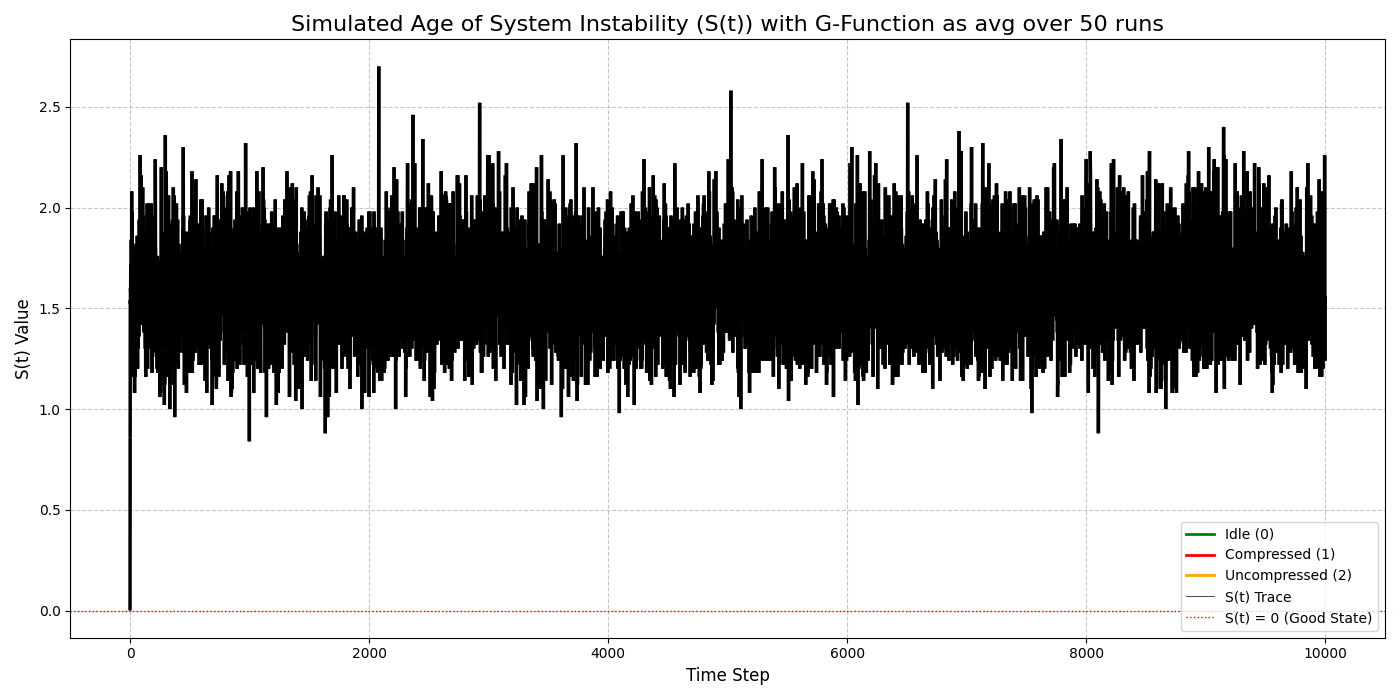 Simulated Age of System Instability (S(t)) with G-Function as avg over 50 runs
S(t) Value
2.5
2.0
1.5
1.0
0.5
0.0
Idle (0)
Compressed (1)
Uncompressed (2)
S(t) Trace
S(t) = 0 (Good State)
0 2000 4000 6000 8000 10000
Time Step